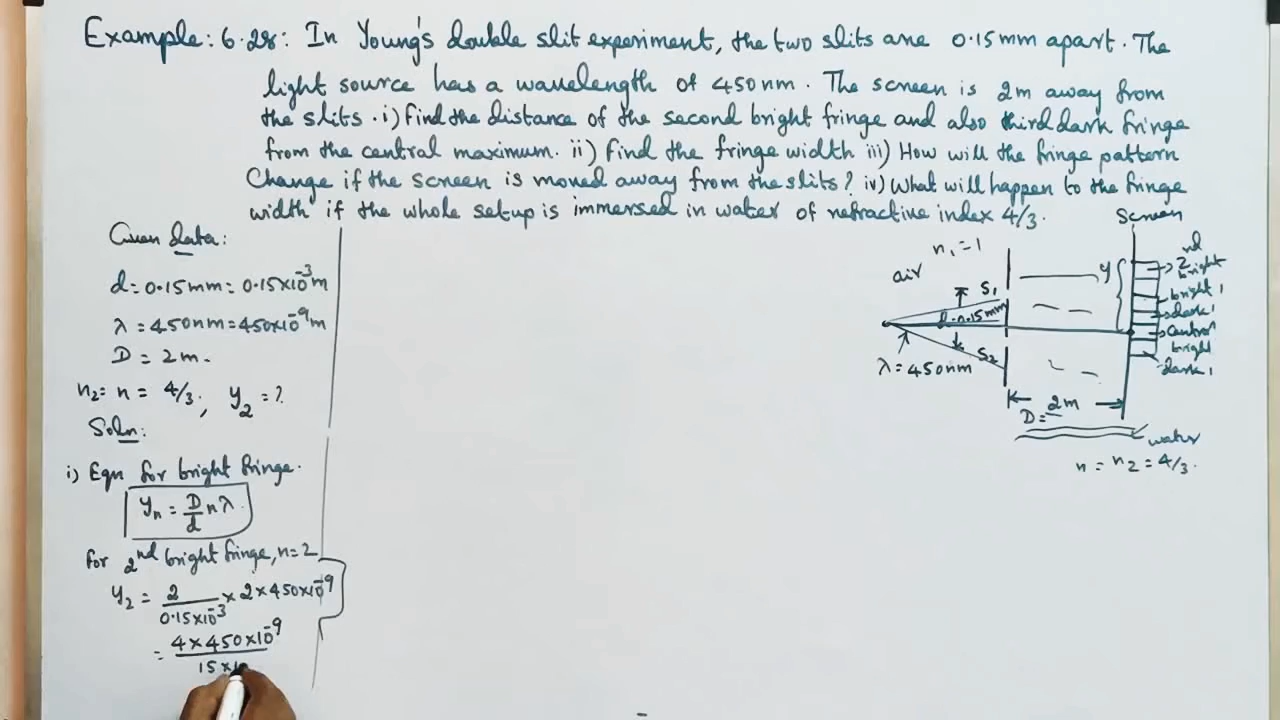 Example: 6.28: In Young's double slit experiment, the two slits are 0.15mm apart. The
light source has a wavelength of 450nm. The screen is 2m away from
the slits. i) Find the distance of the second bright fringe and also third dark fringe
from the central maximum. ii) Find the fringe width iii) How will the fringe pattern
Change if the screen is moved away from the slits? iv) What will happen to the fringe
width if the whole setup is immersed in water of refractive index 4/3.
Given data:
d = 0.15mm = 0.15×10⁻³m
λ = 450nm = 450×10⁻⁹m
D = 2m.
n₂ = n = 4/3, y₂ = ?
Soln:
i) Eqn for bright fringe.
yₙ = D/d nλ
For 2nd bright fringe, n=2
y₂ = 2/0.15×10⁻³ × 2×450×10⁻⁹
= 4×450×10⁻⁹/15×1
Screen
n₁ = 1
air
S₁
d=0.15mm
S₂
λ = 450nm
y
2nd bright
bright 1
dark 1
central bright
dark 1
D = 2m
water
n = n₂ = 4/3.